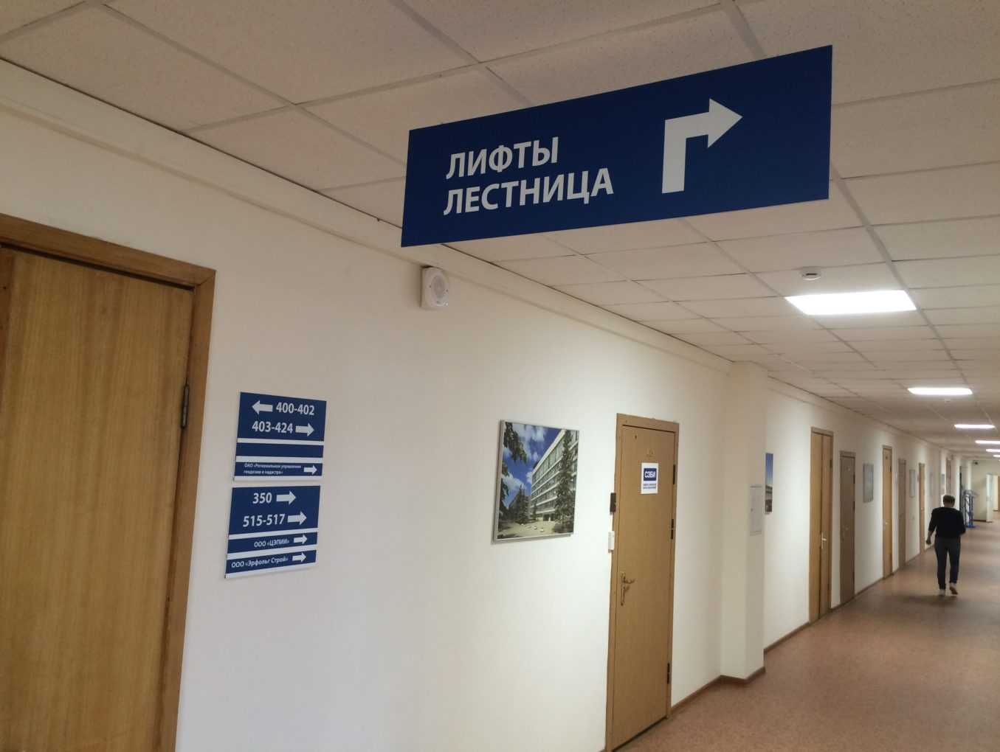 ЛИФТЫ
ЛЕСТНИЦА
400-402
403-424
ОАО «Региональное управление
геодезии и кадастра»
350
515-517
ООО «ЦЭПИИ»
ООО «Эрфольг Строй»
СЗБИ